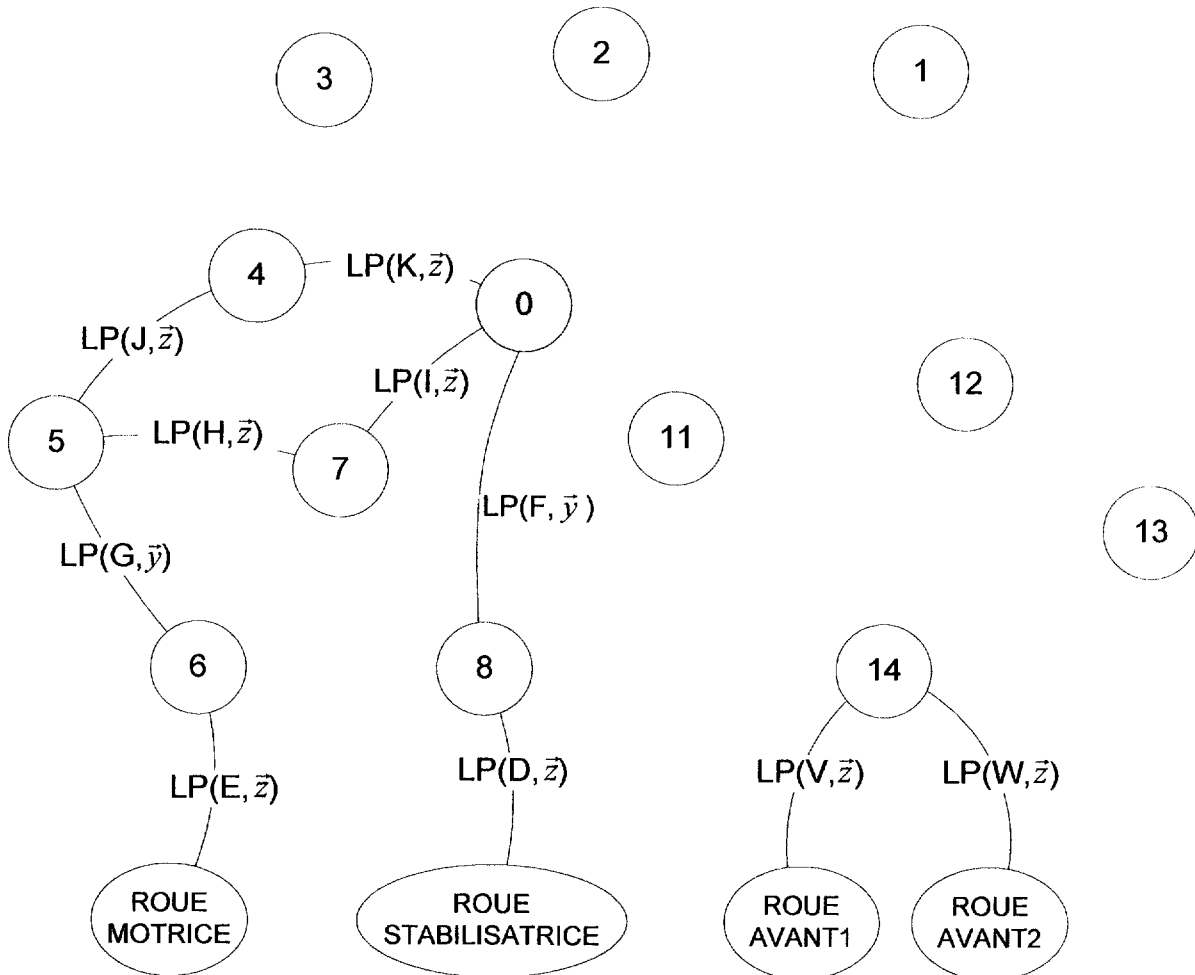 3
2
1
4
LP(K,z⃗)
0
LP(J,z⃗)
LP(I,z⃗)
12
5
LP(H,z⃗)
7
11
LP(F, y⃗ )
13
LP(G,y⃗)
6
8
14
LP(E,z⃗)
LP(D,z⃗)
LP(V,z⃗)
LP(W,z⃗)
ROUE
MOTRICE
ROUE
STABILISATRICE
ROUE
AVANT1
ROUE
AVANT2